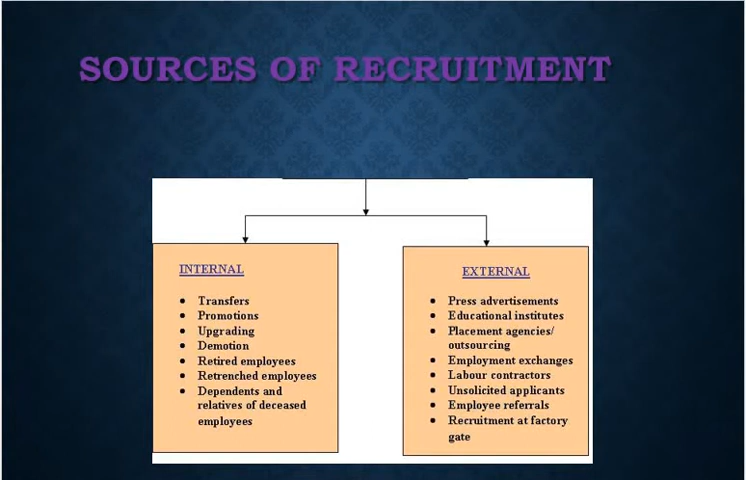 SOURCES OF RECRUITMENT
INTERNAL
• Transfers
• Promotions
• Upgrading
• Demotion
• Retired employees
• Retrenched employees
• Dependents and
relatives of deceased
employees
EXTERNAL
• Press advertisements
• Educational institutes
• Placement agencies/
outsourcing
• Employment exchanges
• Labour contractors
• Unsolicited applicants
• Employee referrals
• Recruitment at factory
gate